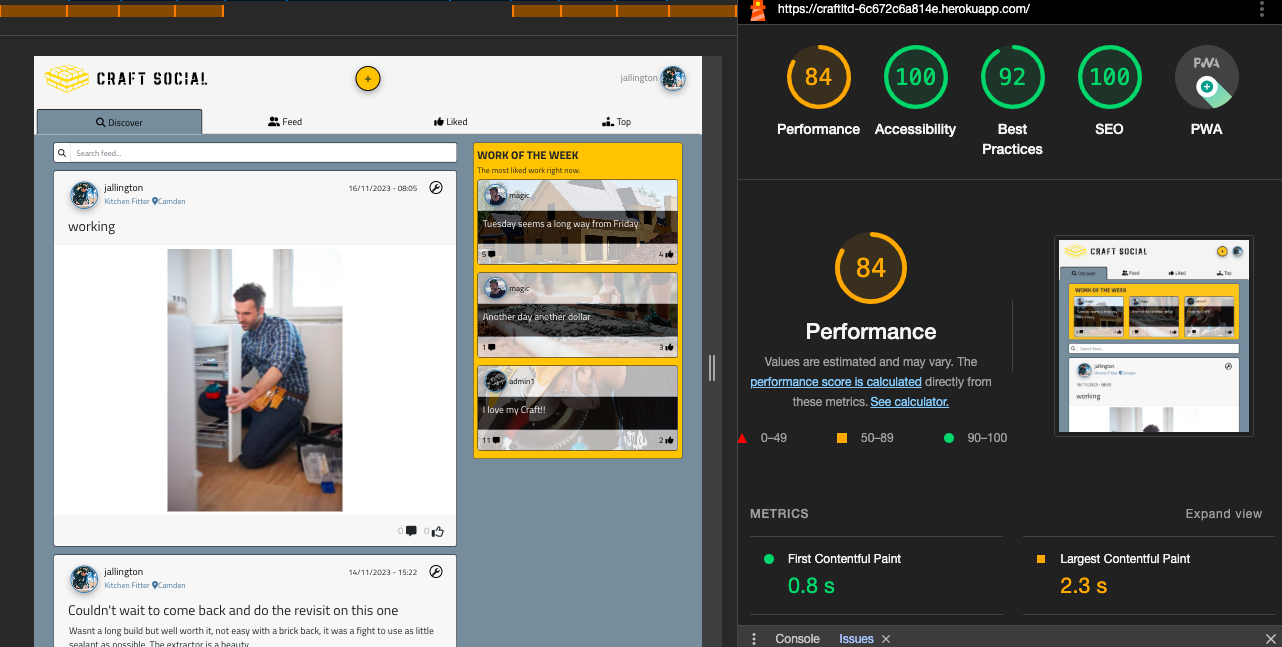 CRAFT SOCIAL
+
jallington
Discover
Feed
Liked
Top
Search feed...
jallington
16/11/2023 - 08:05
Kitchen Fitter Camden
working
0 0
jallington
14/11/2023 - 15:22
Kitchen Fitter Camden
Couldn't wait to come back and do the revisit on this one
Wasnt a long build but well worth it, not easy with a brick back, it was a fight to use as little
sealant as possible. The extractor is a beauty
WORK OF THE WEEK
The most liked work right now.
magic
Tuesday seems a long way from Friday
5 4
magic
Another day another dollar
1 3
admin1
I love my Craft!!
11 2
https://craftltd-6c672c6a814e.herokuapp.com/
84
100
92
100
PWA
Performance
Accessibility
Best
Practices
SEO
PWA
84
Performance
Values are estimated and may vary. The
performance score is calculated directly from
these metrics. See calculator.
0–49
50–89
90–100
CRAFT SOCIAL
+
Discover
Feed
Liked
Top
WORK OF THE WEEK
jallington
working
METRICS
Expand view
First Contentful Paint
0.8 s
Largest Contentful Paint
2.3 s
Console
Issues